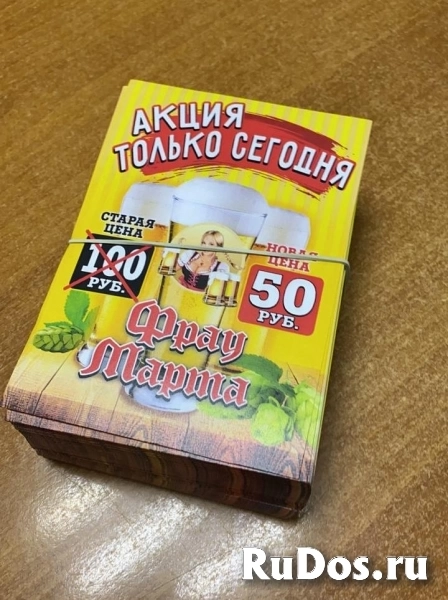 АКЦИЯ
ТОЛЬКО СЕГОДНЯ
СТАРАЯ
ЦЕНА
100
РУБ.
НОВАЯ
ЦЕНА
50
РУБ.
Фрау
Марта
RuDos.ru